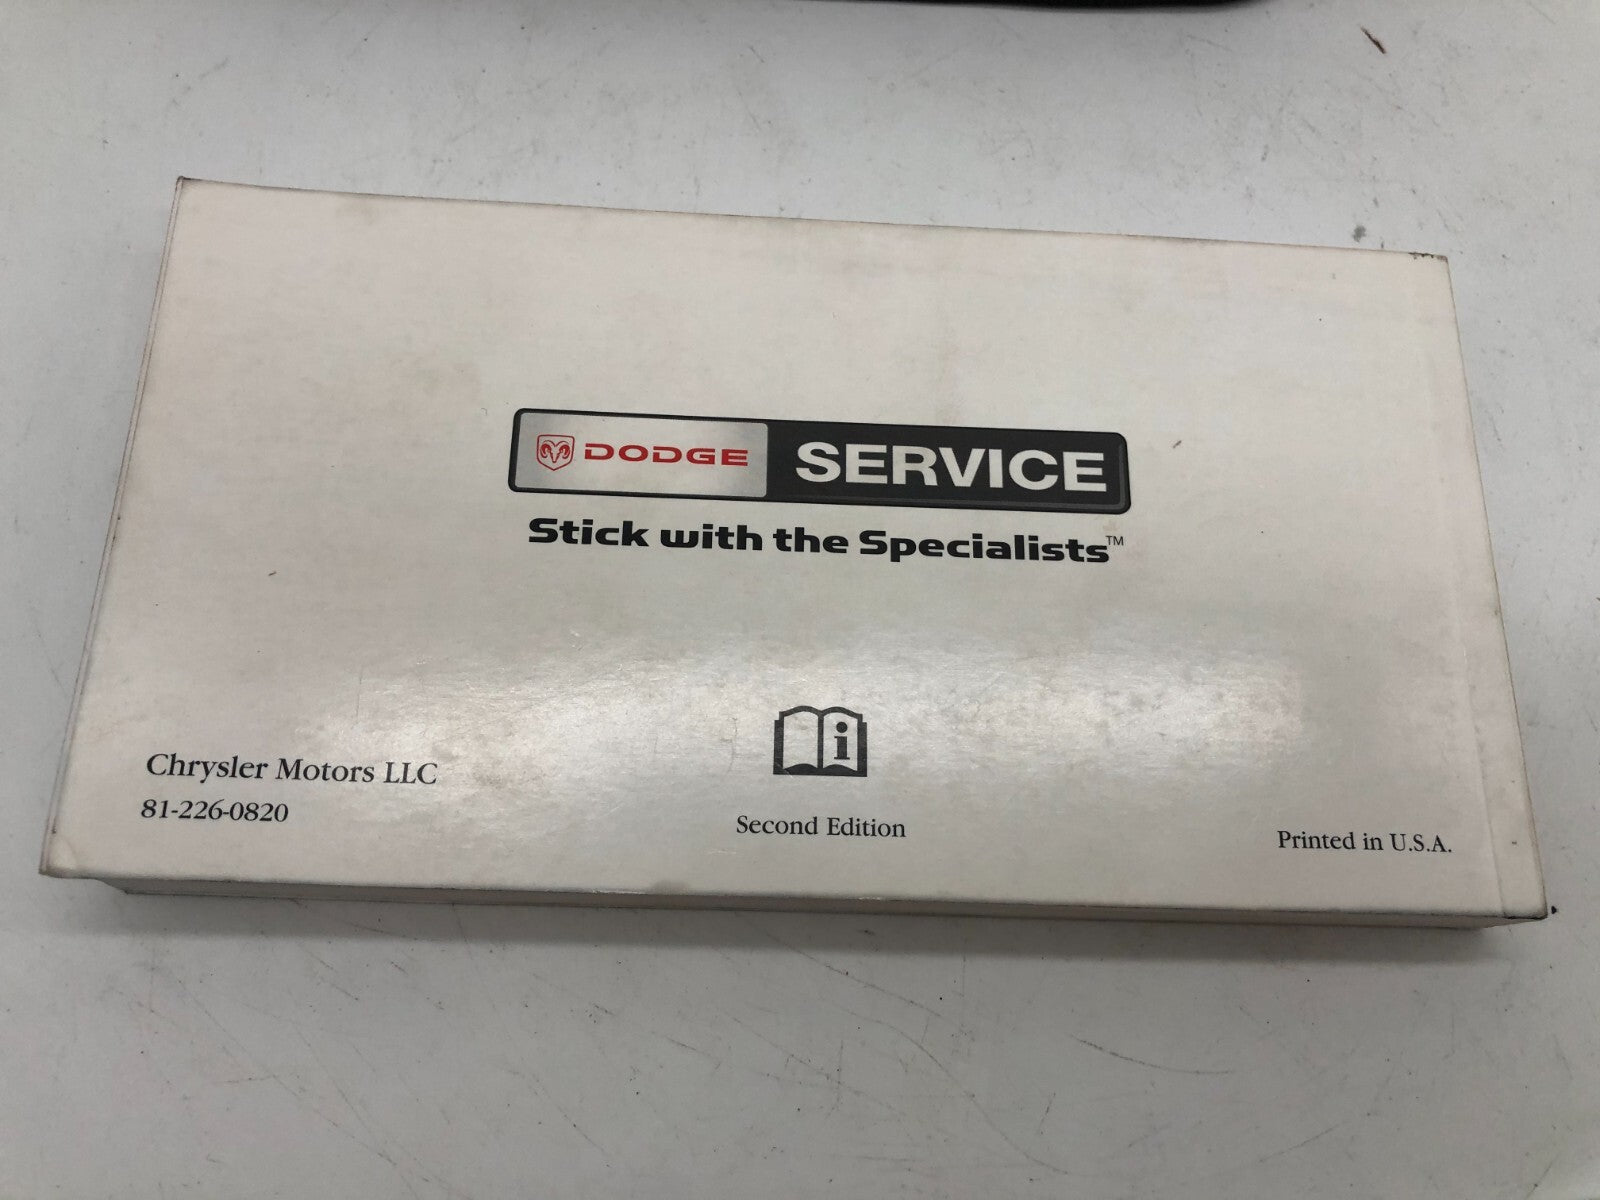 DODGE SERVICE
Stick with the Specialists™
i
Chrysler Motors LLC
81-226-0820
Second Edition
Printed in U.S.A.